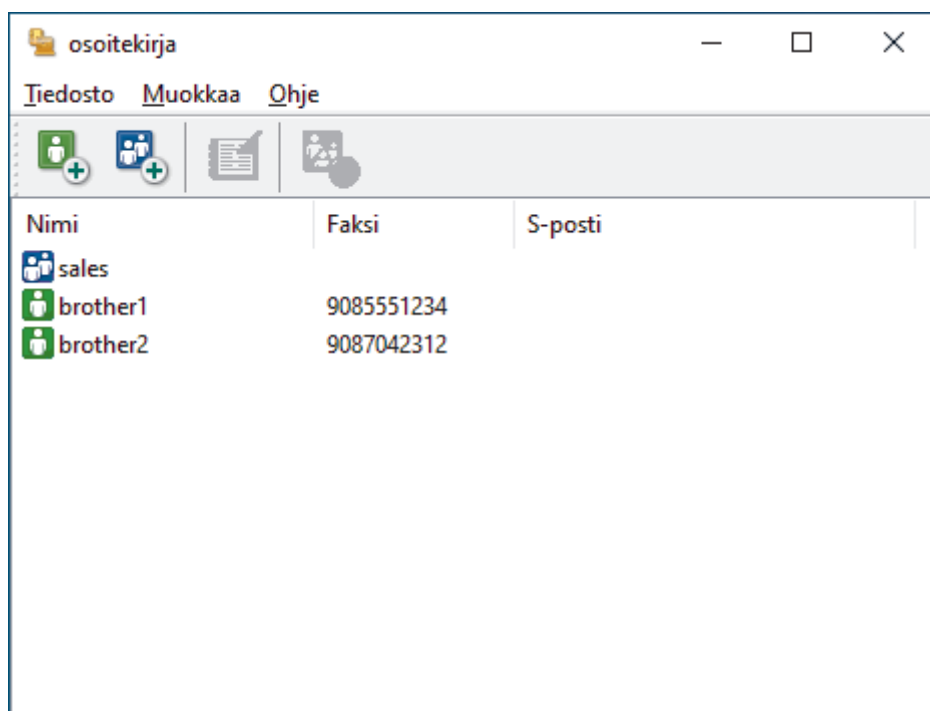 osoitekirja
Tiedosto Muokkaa Ohje
Nimi Faksi S-posti
sales
brother1 9085551234
brother2 9087042312